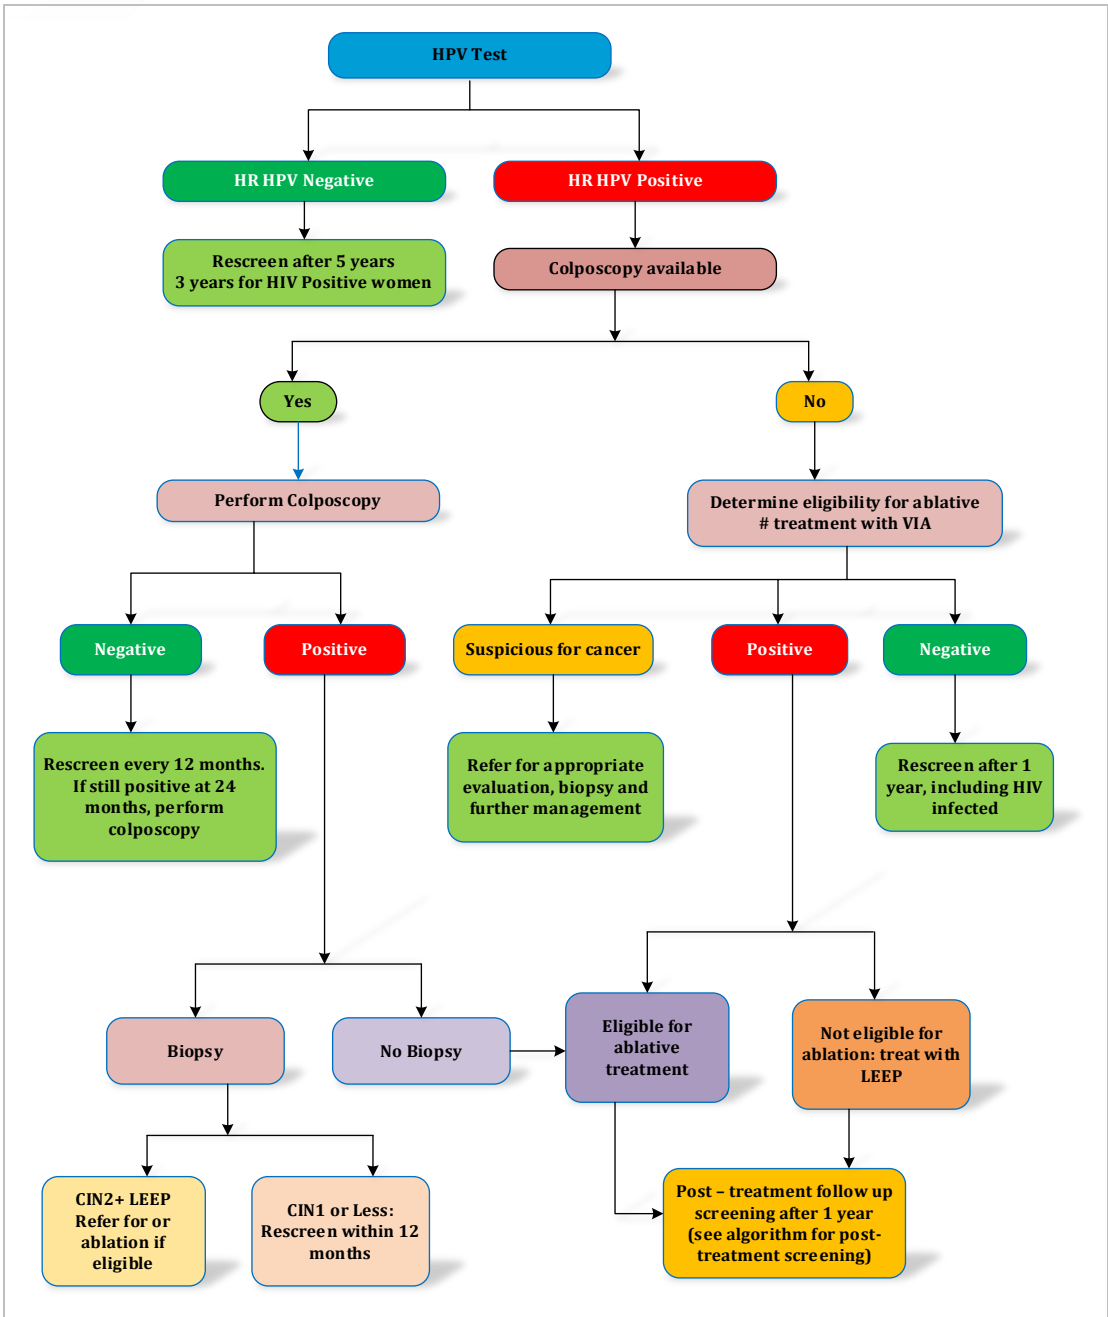 HPV Test
HR HPV Negative
HR HPV Positive
Rescreen after 5 years
3 years for HIV Positive women
Colposcopy available
Yes
No
Perform Colposcopy
Determine eligibility for ablative
# treatment with VIA
Negative
Positive
Suspicious for cancer
Positive
Negative
Rescreen every 12 months.
If still positive at 24
months, perform
colposcopy
Refer for appropriate
evaluation, biopsy and
further management
Rescreen after 1
year, including HIV
infected
Biopsy
No Biopsy
Eligible for
ablative
treatment
Not eligible for
ablation: treat with
LEEP
CIN2+ LEEP
Refer for or
ablation if
eligible
CIN1 or Less:
Rescreen within 12
months
Post – treatment follow up
screening after 1 year
(see algorithm for post-
treatment screening)